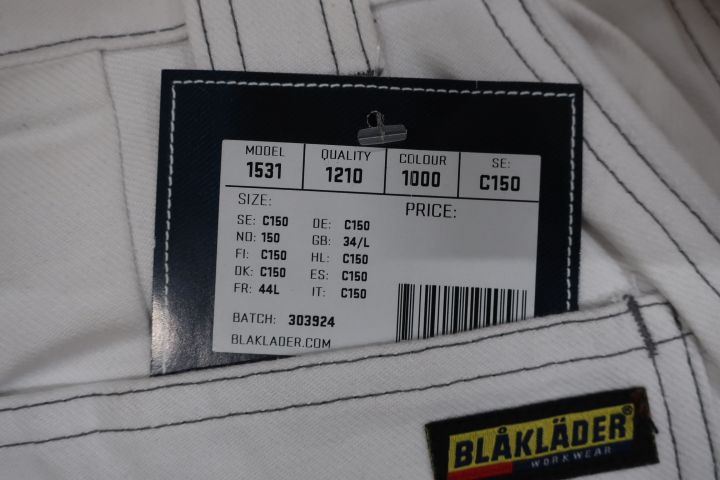 MODEL QUALITY COLOUR SE:
1531 1210 1000 C150
SIZE: PRICE:
SE: C150 DE: C150
NO: 150 GB: 34/L
FI: C150 HL: C150
DK: C150 ES: C150
FR: 44L IT: C150
BATCH: 303924
BLAKLADER.COM
BLÅKLÄDER®
WORKWEAR